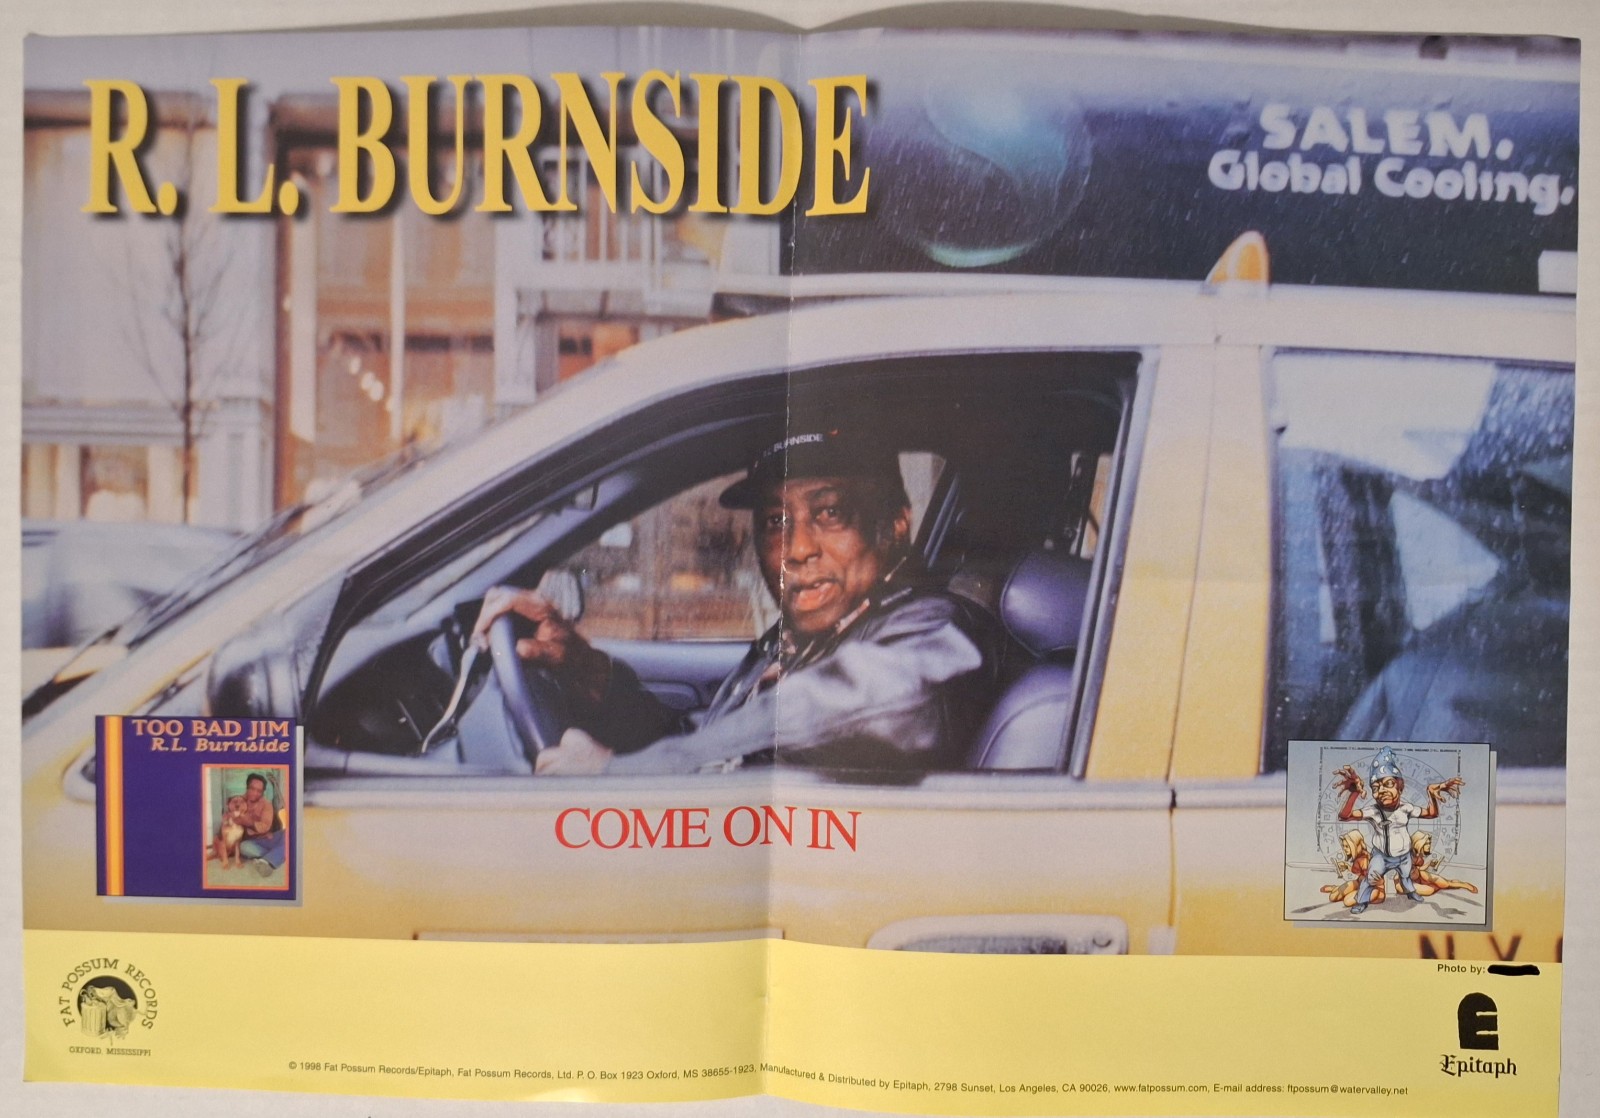 R. L. BURNSIDE
SALEM.
Global Cooling.
BURNSIDE
TOO BAD JIM
R.L. Burnside
COME ON IN
N.Y.
Photo by:
FAT POSSUM RECORDS
OXFORD, MISSISSIPPI
Epitaph
© 1998 Fat Possum Records/Epitaph, Fat Possum Records, Ltd. P. O. Box 1923 Oxford, MS 38655-1923, Manufactured & Distributed by Epitaph, 2798 Sunset, Los Angeles, CA 90026, www.fatpossum.com, E-mail address: ftpossum@watervalley.net